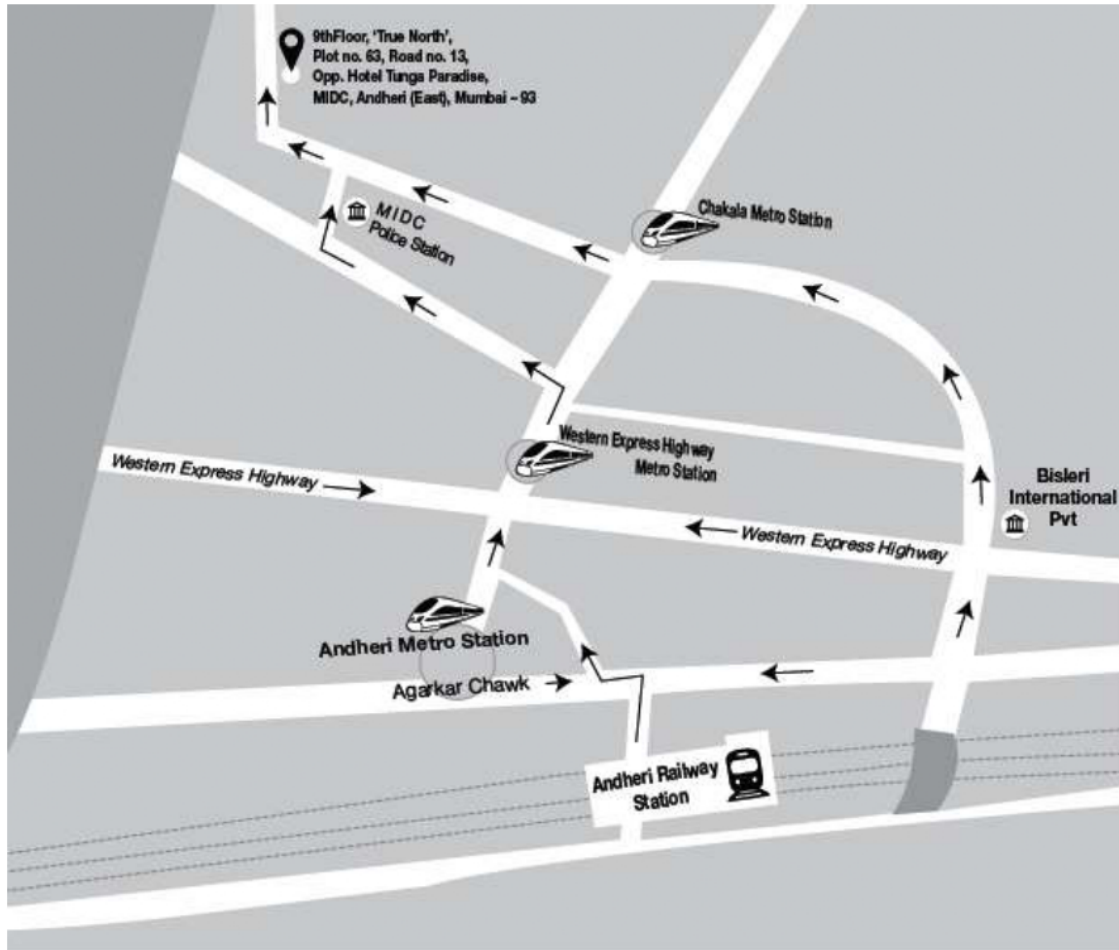 9thFloor, 'True North',
Plot no. 63, Road no. 13,
Opp. Hotel Tunga Paradise,
MIDC, Andheri (East), Mumbai – 93
Chakala Metro Station
MIDC
Police Station
Western Express Highway
Metro Station
Western Express Highway
Bisleri
International
Pvt
Western Express Highway
Andheri Metro Station
Agarkar Chawk
Andheri Railway
Station